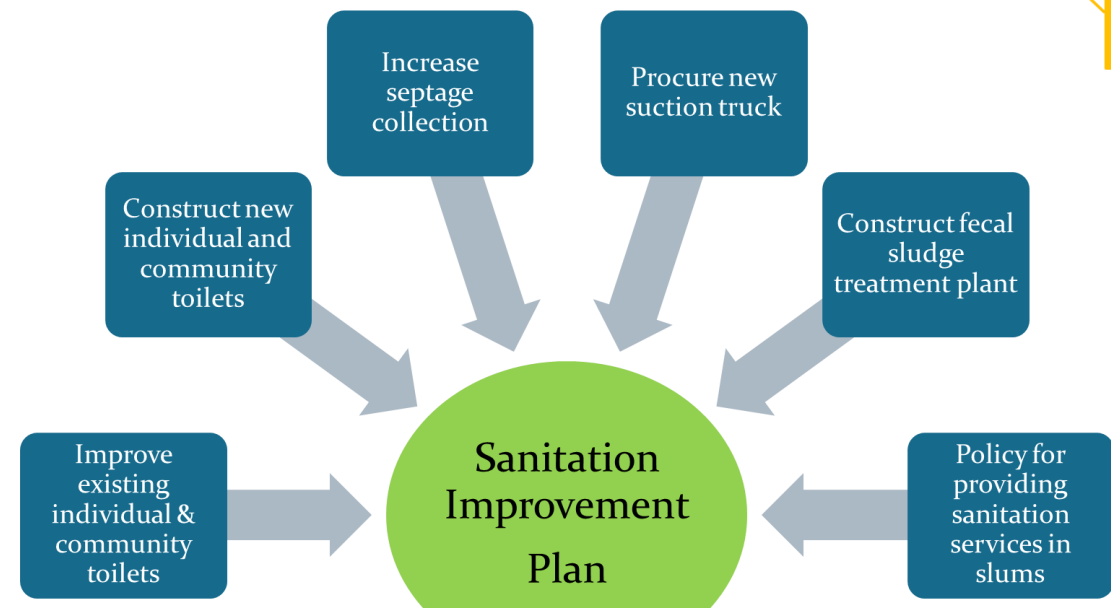 Increase
septage
collection
Procure new
suction truck
Construct new
individual and
community
toilets
Construct fecal
sludge
treatment plant
Improve
existing
individual &
community
toilets
Sanitation
Improvement
Plan
Policy for
providing
sanitation
services in
slums